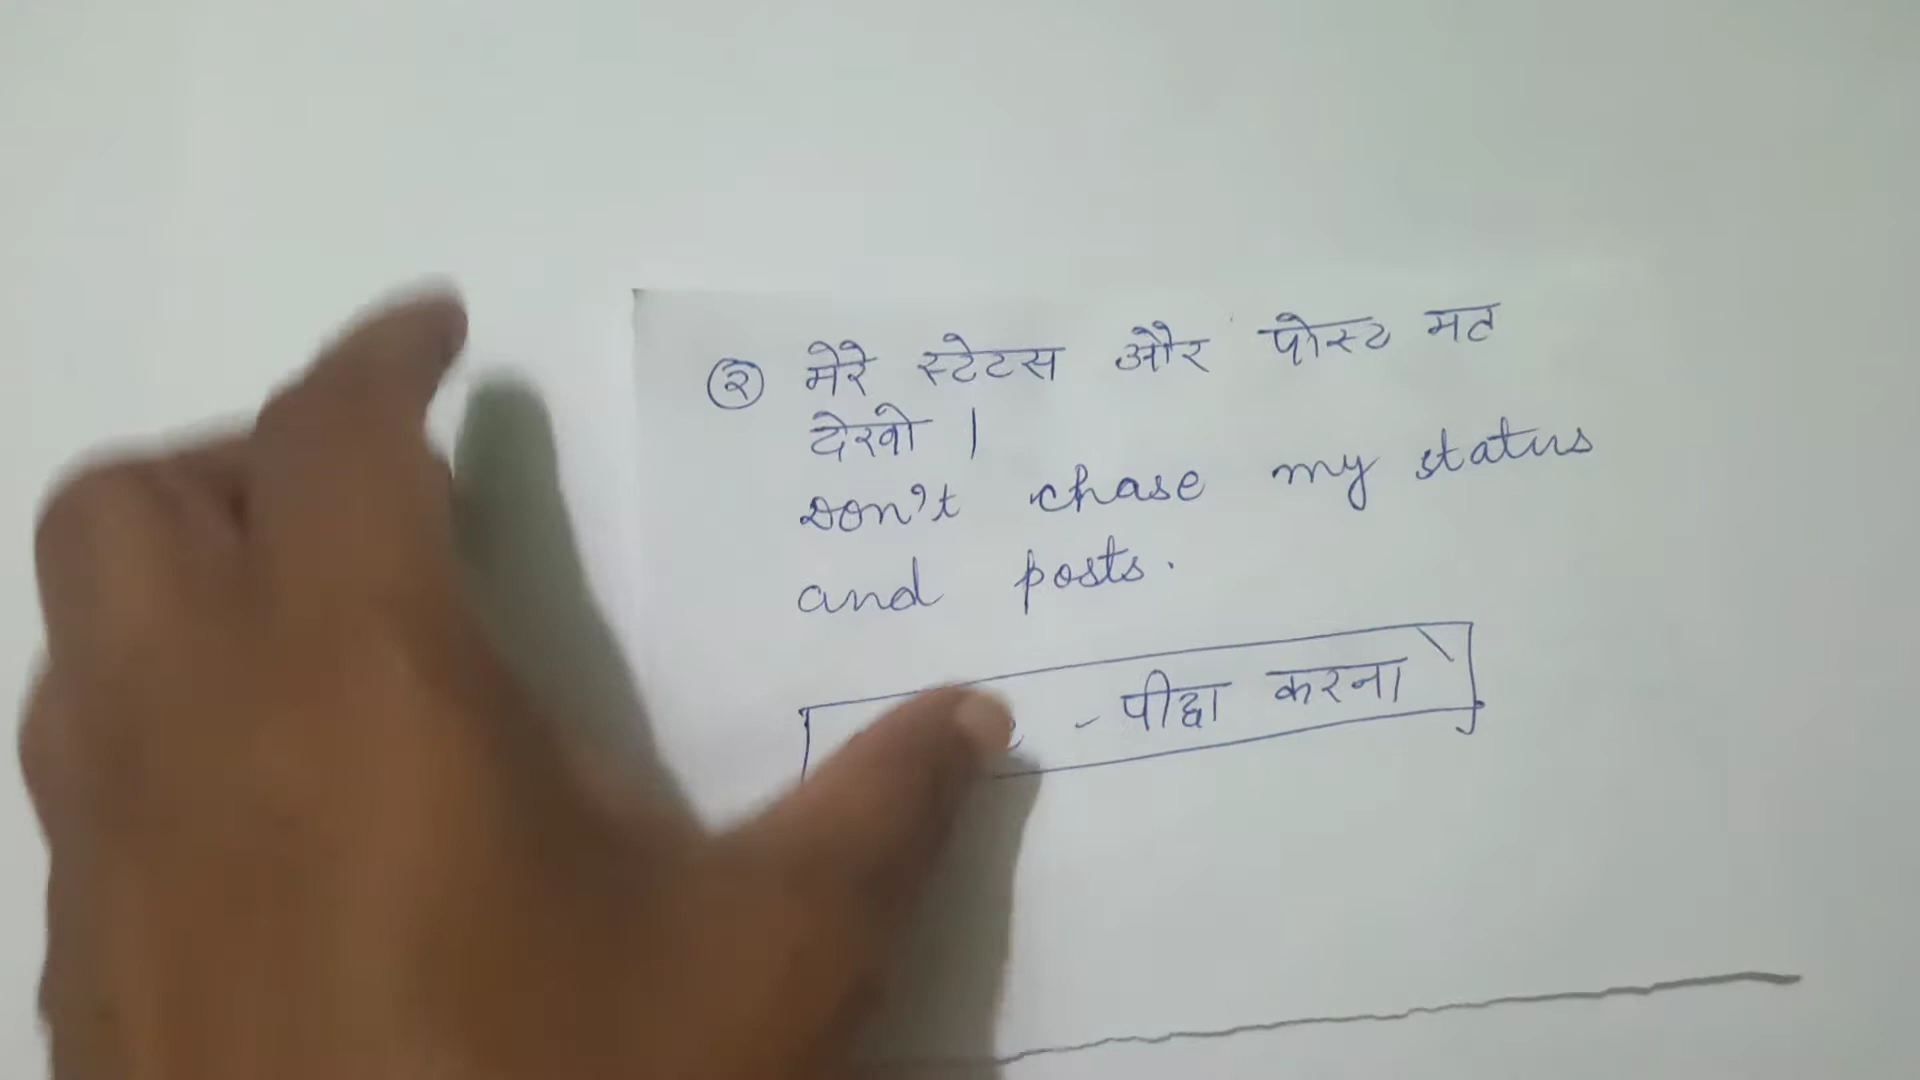 ② मेरे स्टेटस और पोस्ट मत
देखो |
Don't chase my status
and posts.
- पीछा करना